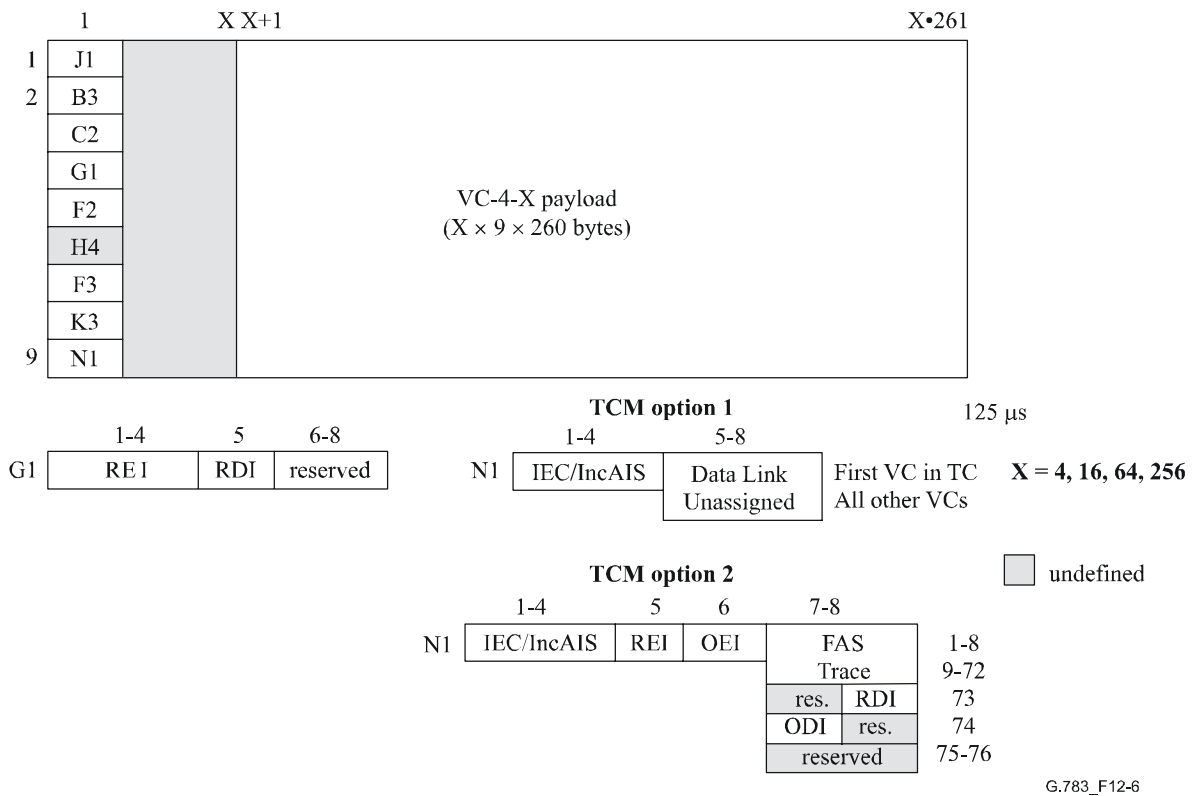 1 X X+1 X•261
1 J1
2 B3
C2
G1
F2
H4
F3
K3
9 N1
VC-4-X payload
(X × 9 × 260 bytes)
125 μs
1-4 5 6-8
G1 REI RDI reserved
TCM option 1
1-4 5-8
N1 IEC/IncAIS Data Link First VC in TC
Unassigned All other VCs
X = 4, 16, 64, 256
undefined
TCM option 2
1-4 5 6 7-8
N1 IEC/IncAIS REI OEI FAS 1-8
Trace 9-72
res. RDI 73
ODI res. 74
reserved 75-76
G.783_F12-6